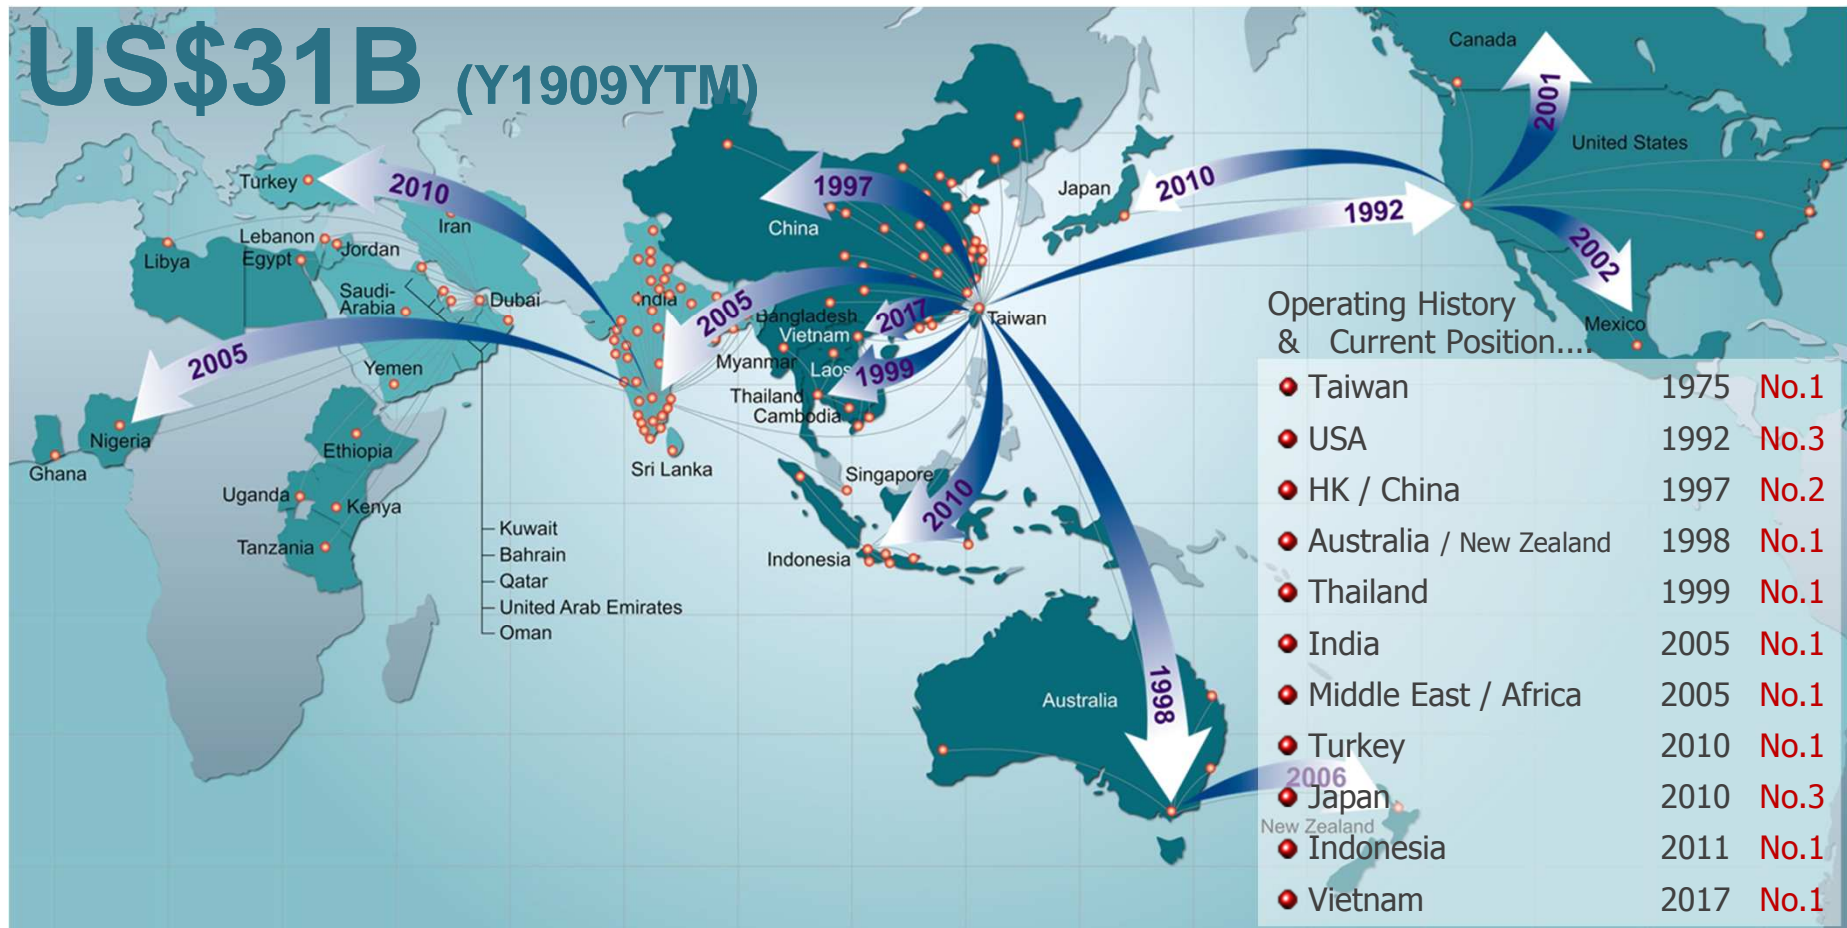 US$31B (Y1909YTM)
Canada
2001
United States
Turkey
2010
1997
Japan
2010
1992
China
2002
Iran
Lebanon
Jordan
Libya
Egypt
Saudi-
Arabia
Dubai
India
2005
Bangladesh
2017
Taiwan
Vietnam
Mexico
2005
Yemen
Myanmar
Laos
1999
Thailand
Cambodia
Nigeria
Ghana
Ethiopia
Sri Lanka
Singapore
2010
Uganda
Kenya
Tanzania
Indonesia
Kuwait
Bahrain
Qatar
United Arab Emirates
Oman
Australia
1998
2006
New Zealand
Operating History
& Current Position....
Taiwan 1975 No.1
USA 1992 No.3
HK / China 1997 No.2
Australia / New Zealand 1998 No.1
Thailand 1999 No.1
India 2005 No.1
Middle East / Africa 2005 No.1
Turkey 2010 No.1
Japan 2010 No.3
Indonesia 2011 No.1
Vietnam 2017 No.1